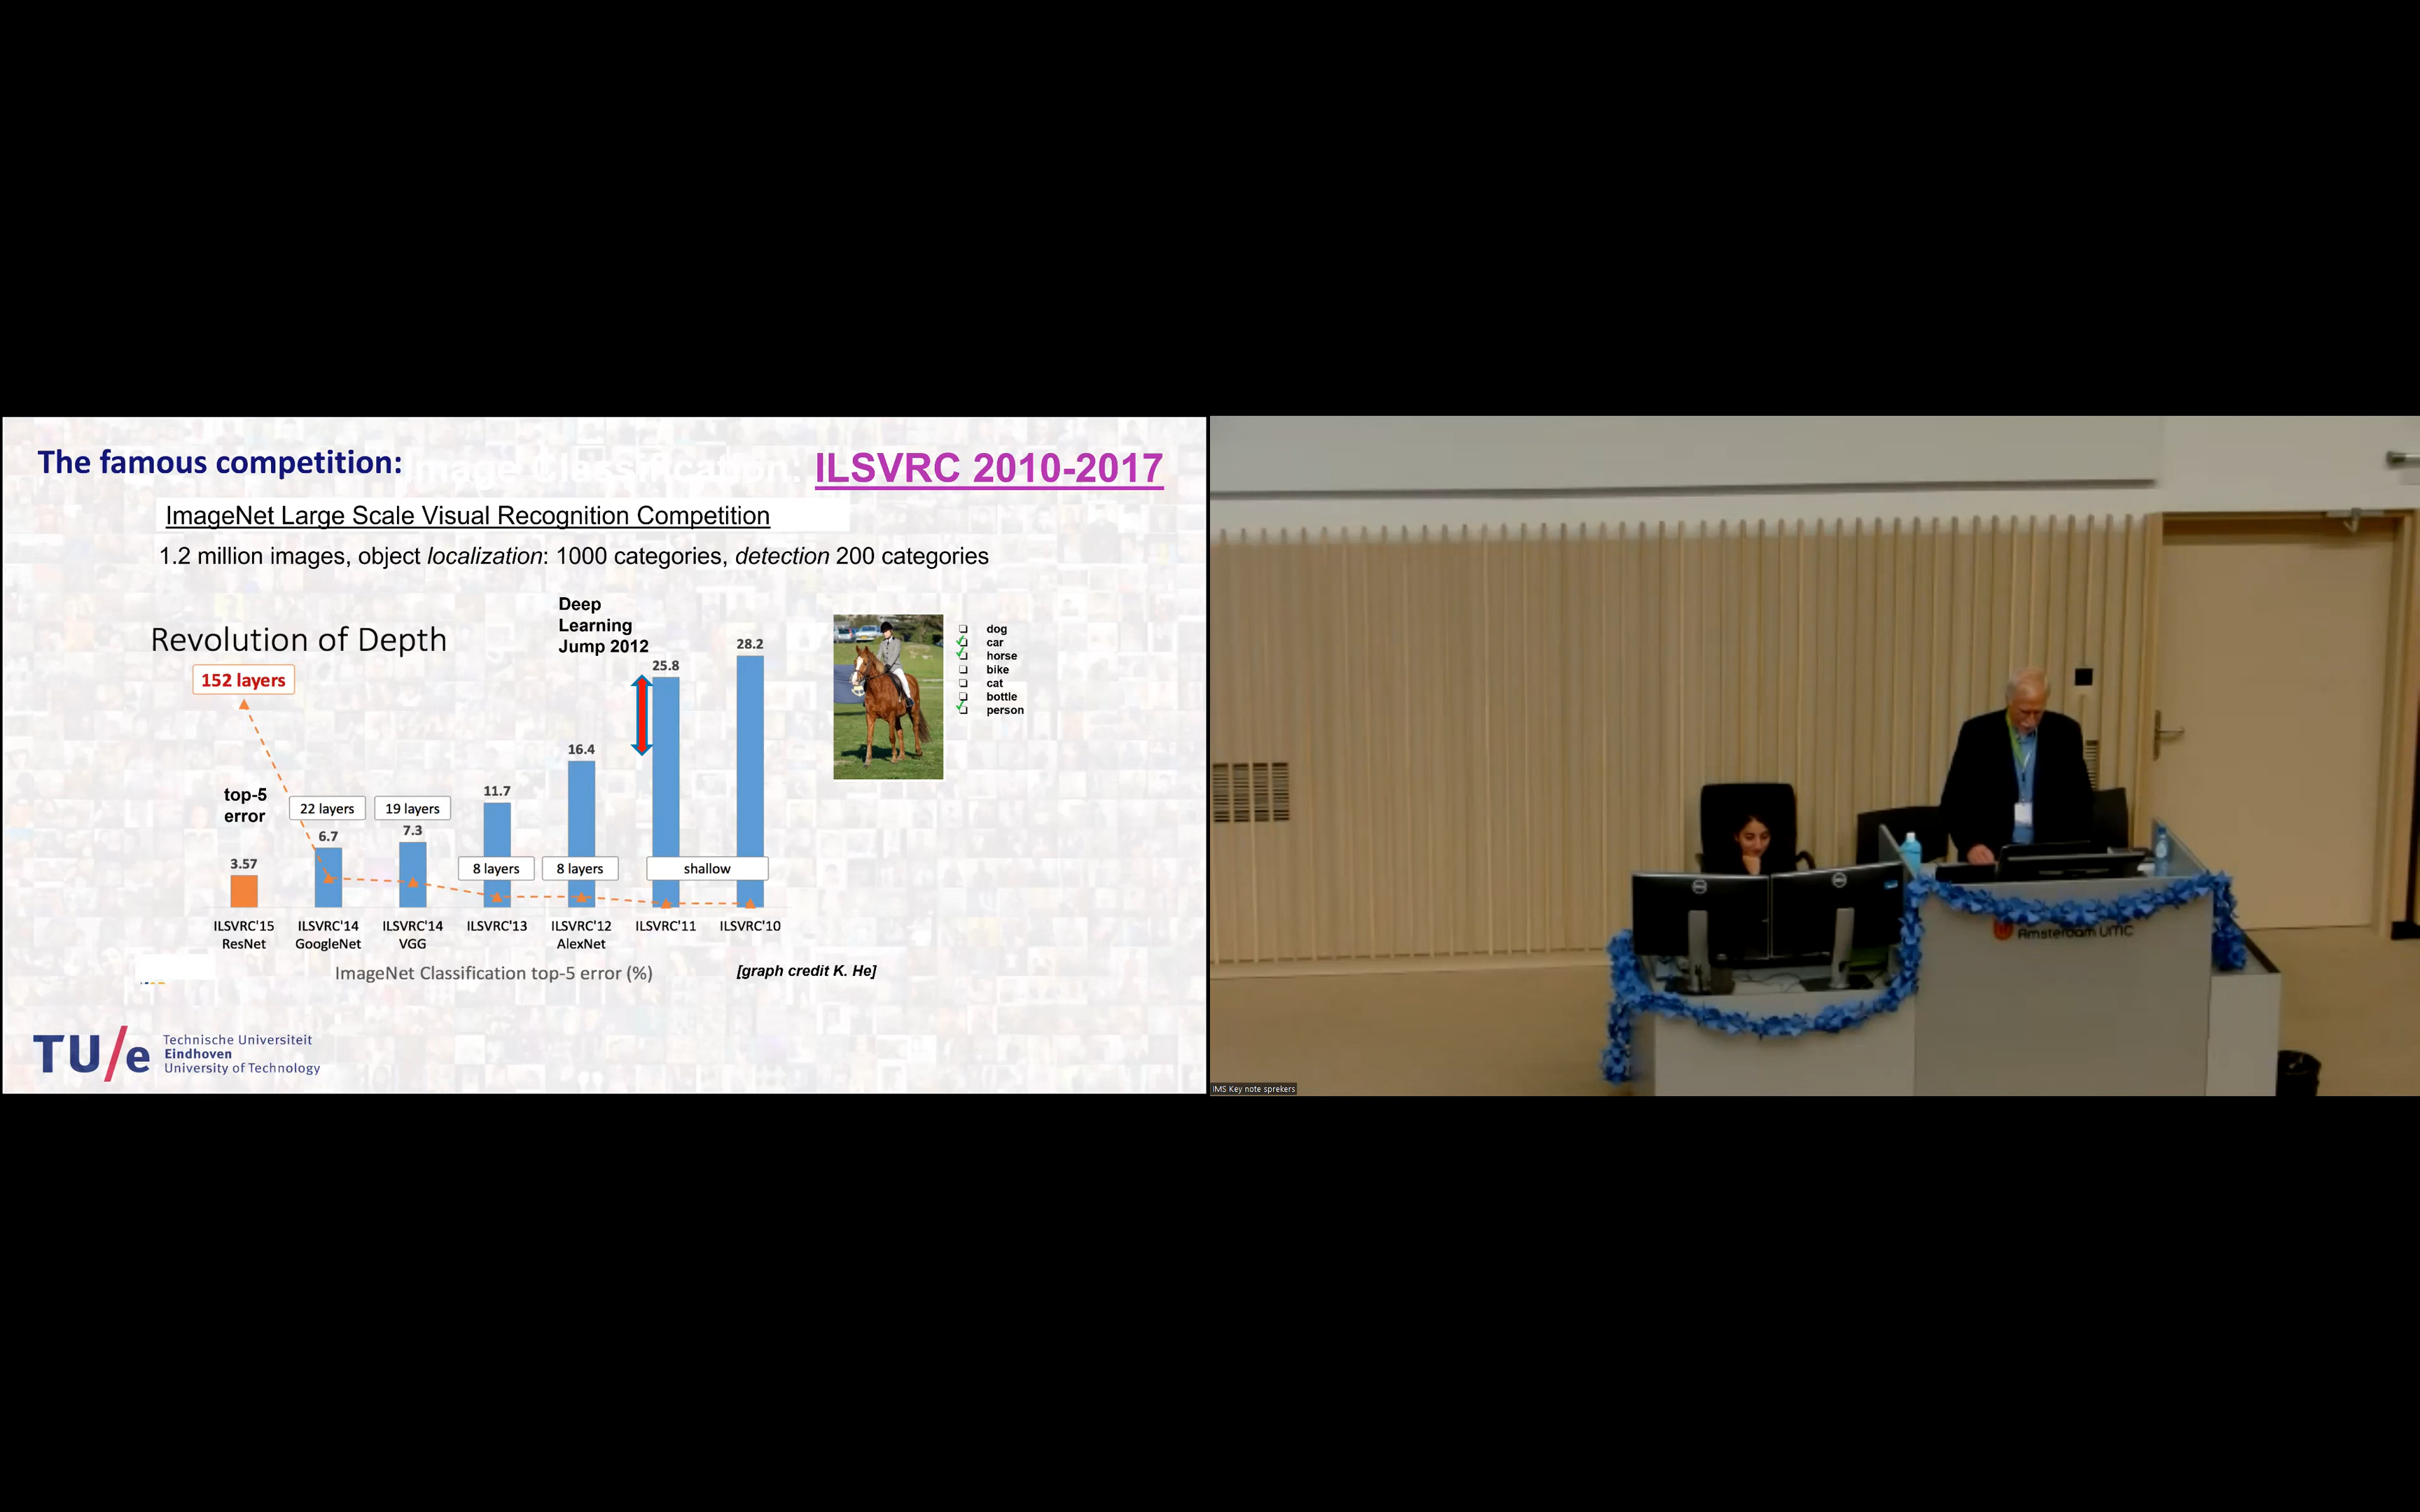 The famous competition:
Image Classification:
ILSVRC 2010-2017
ImageNet Large Scale Visual Recognition Competition
1.2 million images, object localization: 1000 categories, detection 200 categories
Revolution of Depth
Deep
Learning
Jump 2012
152 layers
28.2
25.8
16.4
11.7
top-5
error
22 layers
19 layers
6.7
7.3
3.57
8 layers
8 layers
shallow
ILSVRC'15
ResNet
ILSVRC'14
GoogleNet
ILSVRC'14
VGG
ILSVRC'13
ILSVRC'12
AlexNet
ILSVRC'11
ILSVRC'10
ImageNet Classification top-5 error (%)
[graph credit K. He]
dog
car
horse
bike
cat
bottle
person
TU/e
Technische Universiteit
Eindhoven
University of Technology
DELL
DELL
Amsterdam UMC
IMS Key note sprekers